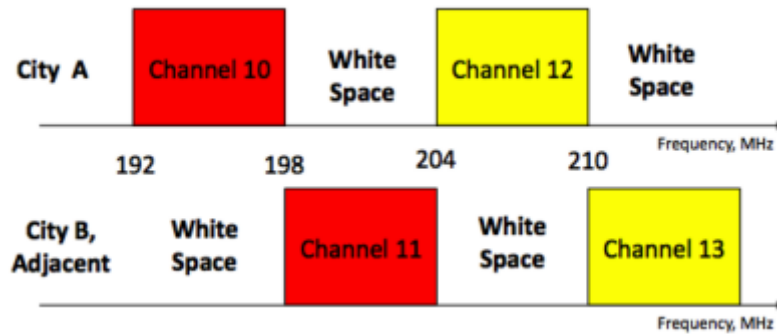 City A
Channel 10
White
Space
Channel 12
White
Space
Frequency, MHz
192
198
204
210
City B,
Adjacent
White
Space
Channel 11
White
Space
Channel 13
Frequency, MHz